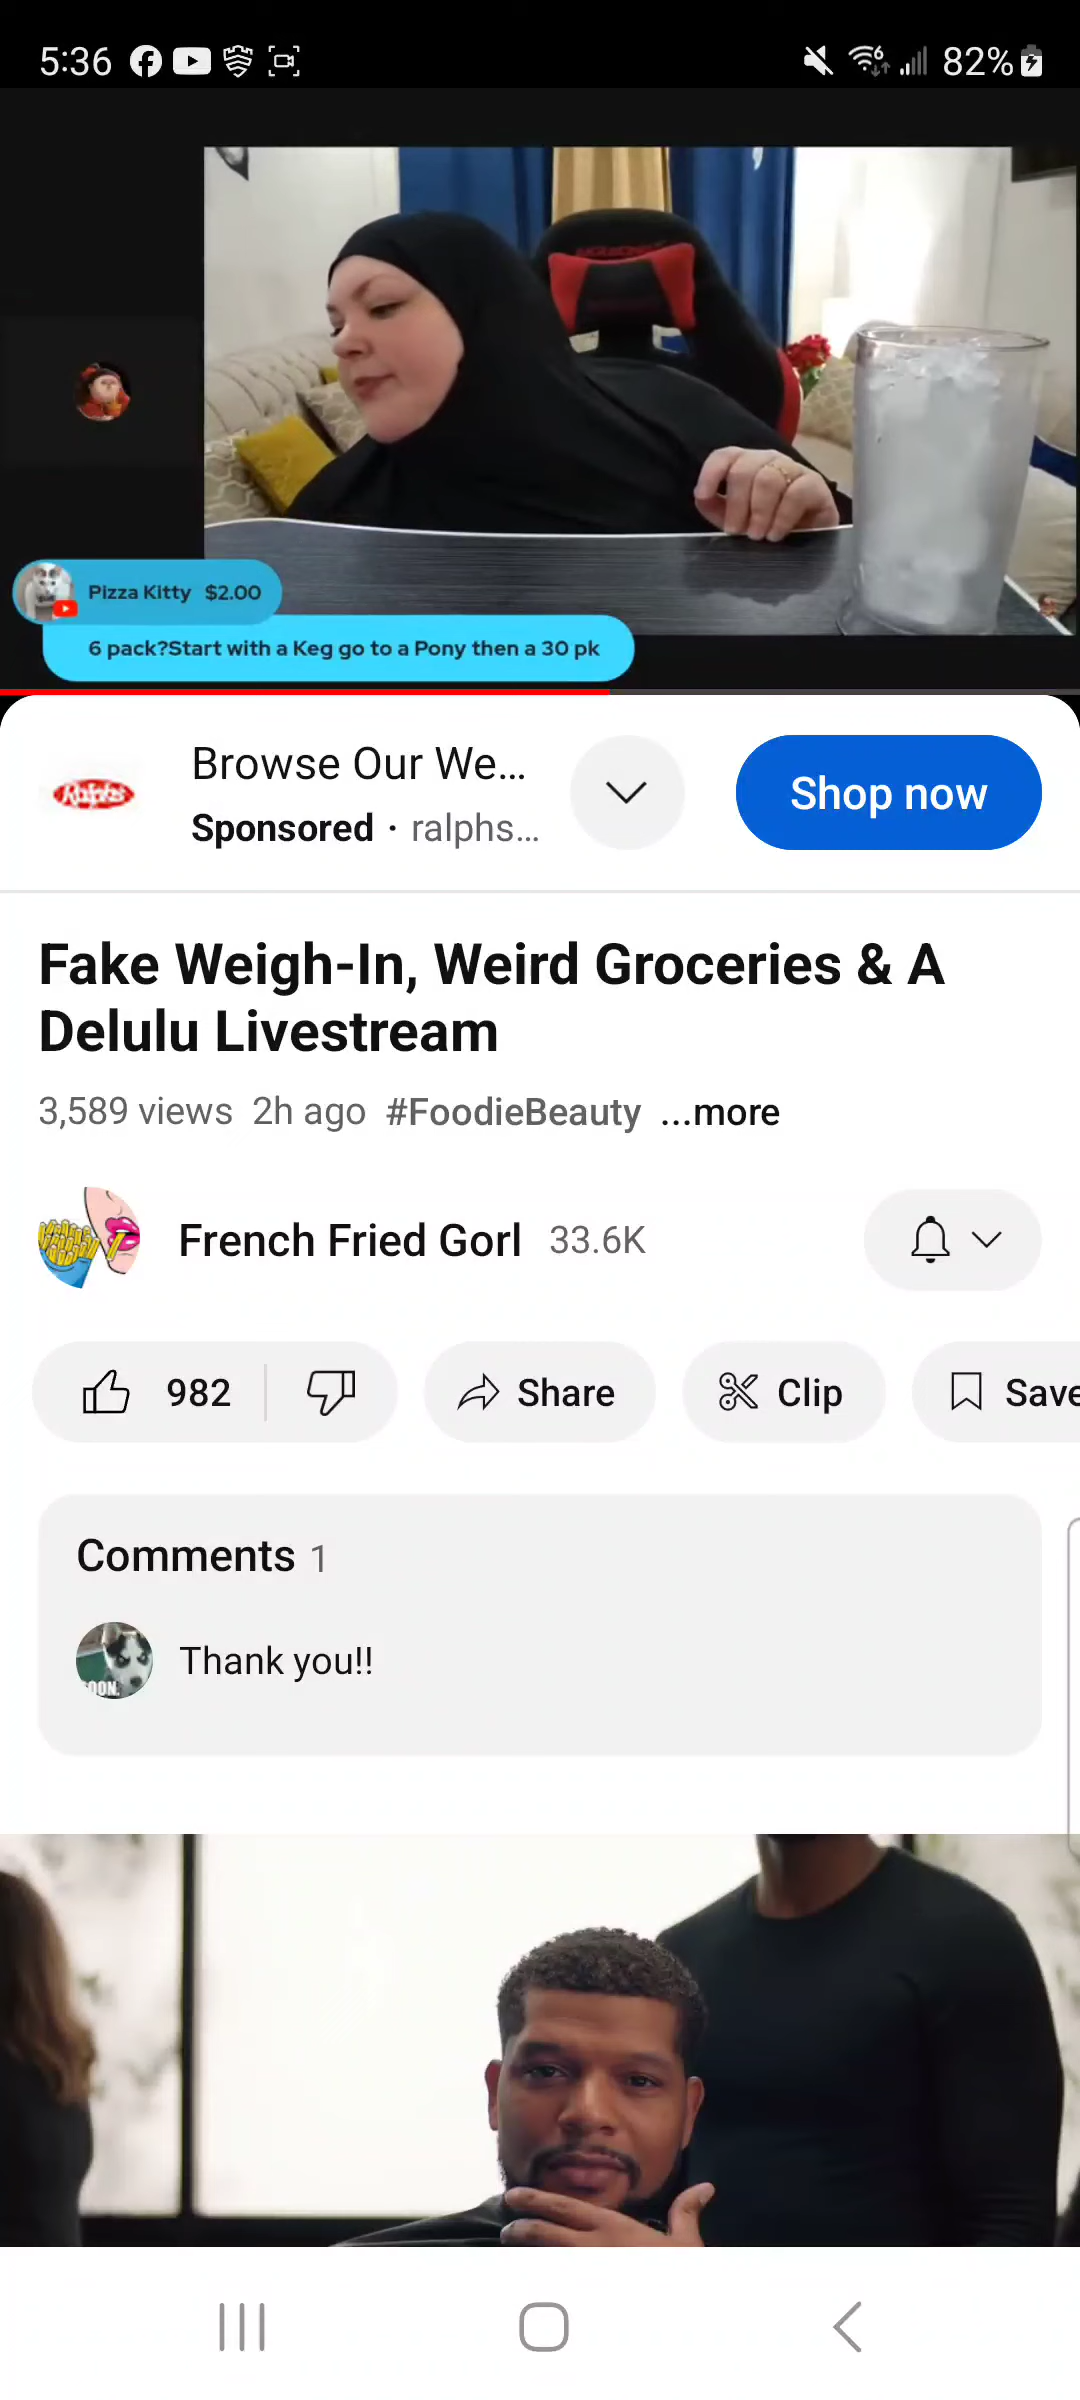 5:36
6
82%
Pizza Kitty $2.00
6 pack?Start with a Keg go to a Pony then a 30 pk
Ralphs
Browse Our We...
Sponsored · ralphs...
Shop now
Fake Weigh-In, Weird Groceries & A
Delulu Livestream
3,589 views 2h ago #FoodieBeauty ...more
French Fried Gorl 33.6K
982
Share
Clip
Save
Comments 1
Thank you!!